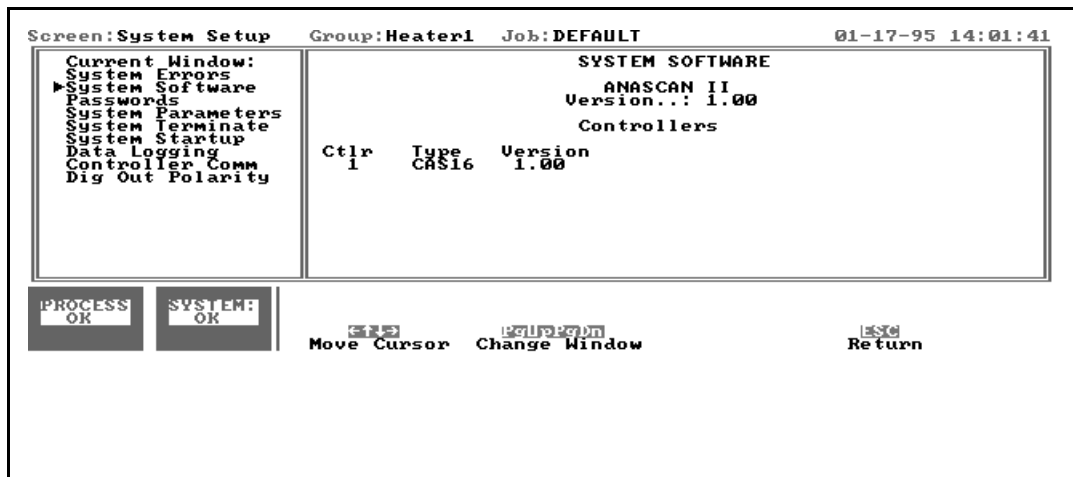 Screen:System Setup Group:Heater1 Job:DEFAULT 01-17-95 14:01:41
Current Window:
System Errors
►System Software
Passwords
System Parameters
System Terminate
System Startup
Data Logging
Controller Comm
Dig Out Polarity
SYSTEM SOFTWARE
ANASCAN II
Version..: 1.00
Controllers
Ctlr Type Version
1 CAS16 1.00
PROCESS
OK
SYSTEM:
OK
←↑↓→ PgUpPgDn ESC
Move Cursor Change Window Return